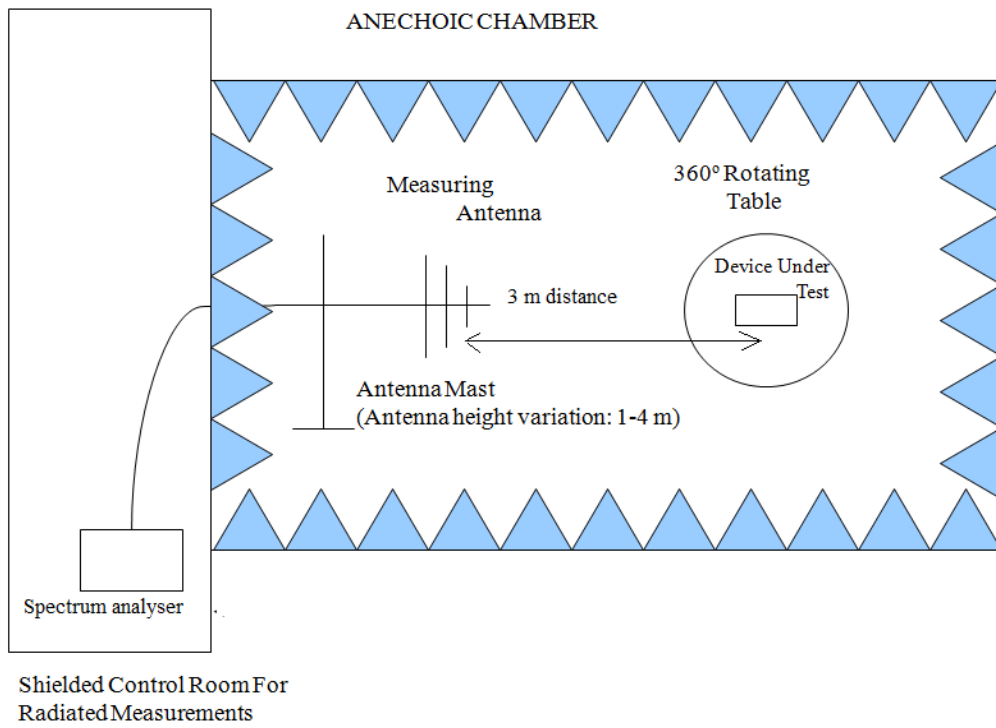 ANECHOIC CHAMBER
Measuring
Antenna
360º Rotating
Table
Device Under
Test
3 m distance
Antenna Mast
(Antenna height variation: 1-4 m)
Spectrum analyser
Shielded Control Room For
Radiated Measurements